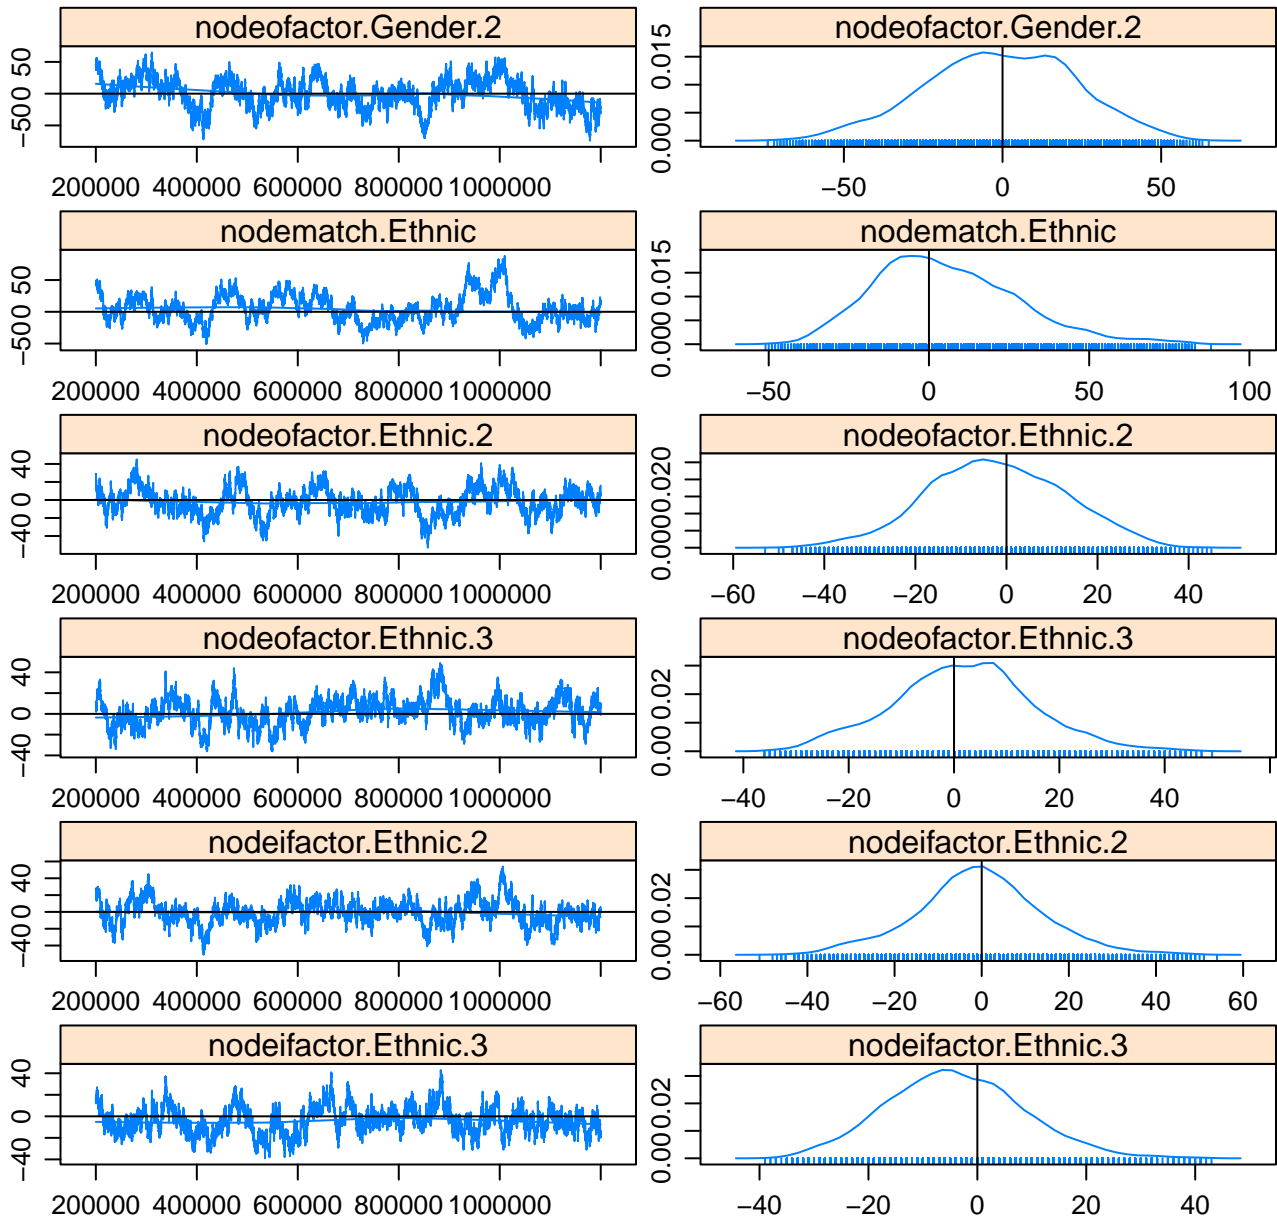 nodeofactor.Gender.2
−50 0 50
200000 400000 600000 800000 1000000
nodeofactor.Gender.2
0.000 0.015
−50 0 50
nodematch.Ethnic
−50 0 50
200000 400000 600000 800000 1000000
nodematch.Ethnic
0.000 0.015
−50 0 50 100
nodeofactor.Ethnic.2
−40 0 40
200000 400000 600000 800000 1000000
nodeofactor.Ethnic.2
0.000 0.020
−60 −40 −20 0 20 40
nodeofactor.Ethnic.3
−40 0 40
200000 400000 600000 800000 1000000
nodeofactor.Ethnic.3
0.00 0.02
−40 −20 0 20 40
nodeifactor.Ethnic.2
−40 0 40
200000 400000 600000 800000 1000000
nodeifactor.Ethnic.2
0.00 0.02
−60 −40 −20 0 20 40 60
nodeifactor.Ethnic.3
−40 0 40
200000 400000 600000 800000 1000000
nodeifactor.Ethnic.3
0.00 0.02
−40 −20 0 20 40